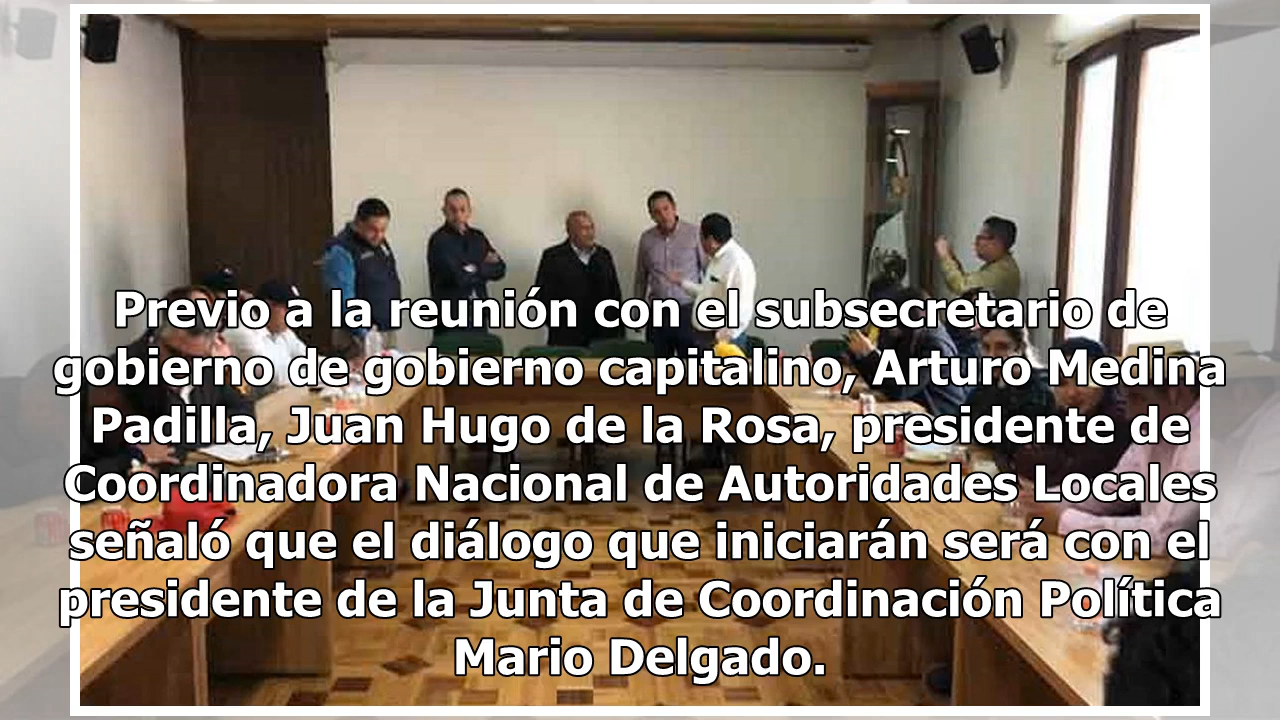 Previo a la reunión con el subsecretario de
gobierno de gobierno capitalino, Arturo Medina
Padilla, Juan Hugo de la Rosa, presidente de
Coordinadora Nacional de Autoridades Locales
señaló que el diálogo que iniciarán será con el
presidente de la Junta de Coordinación Política
Mario Delgado.